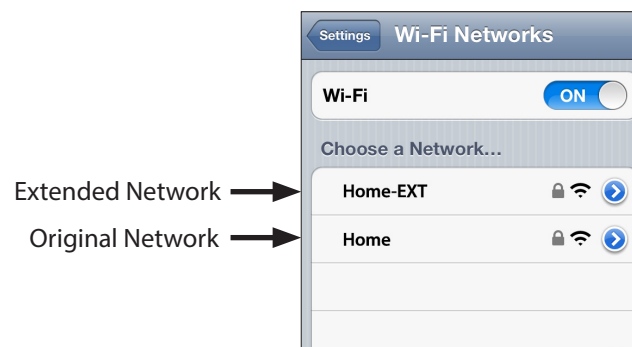 Settings Wi-Fi Networks
Wi-Fi ON
Choose a Network...
Extended Network Home-EXT
Original Network Home